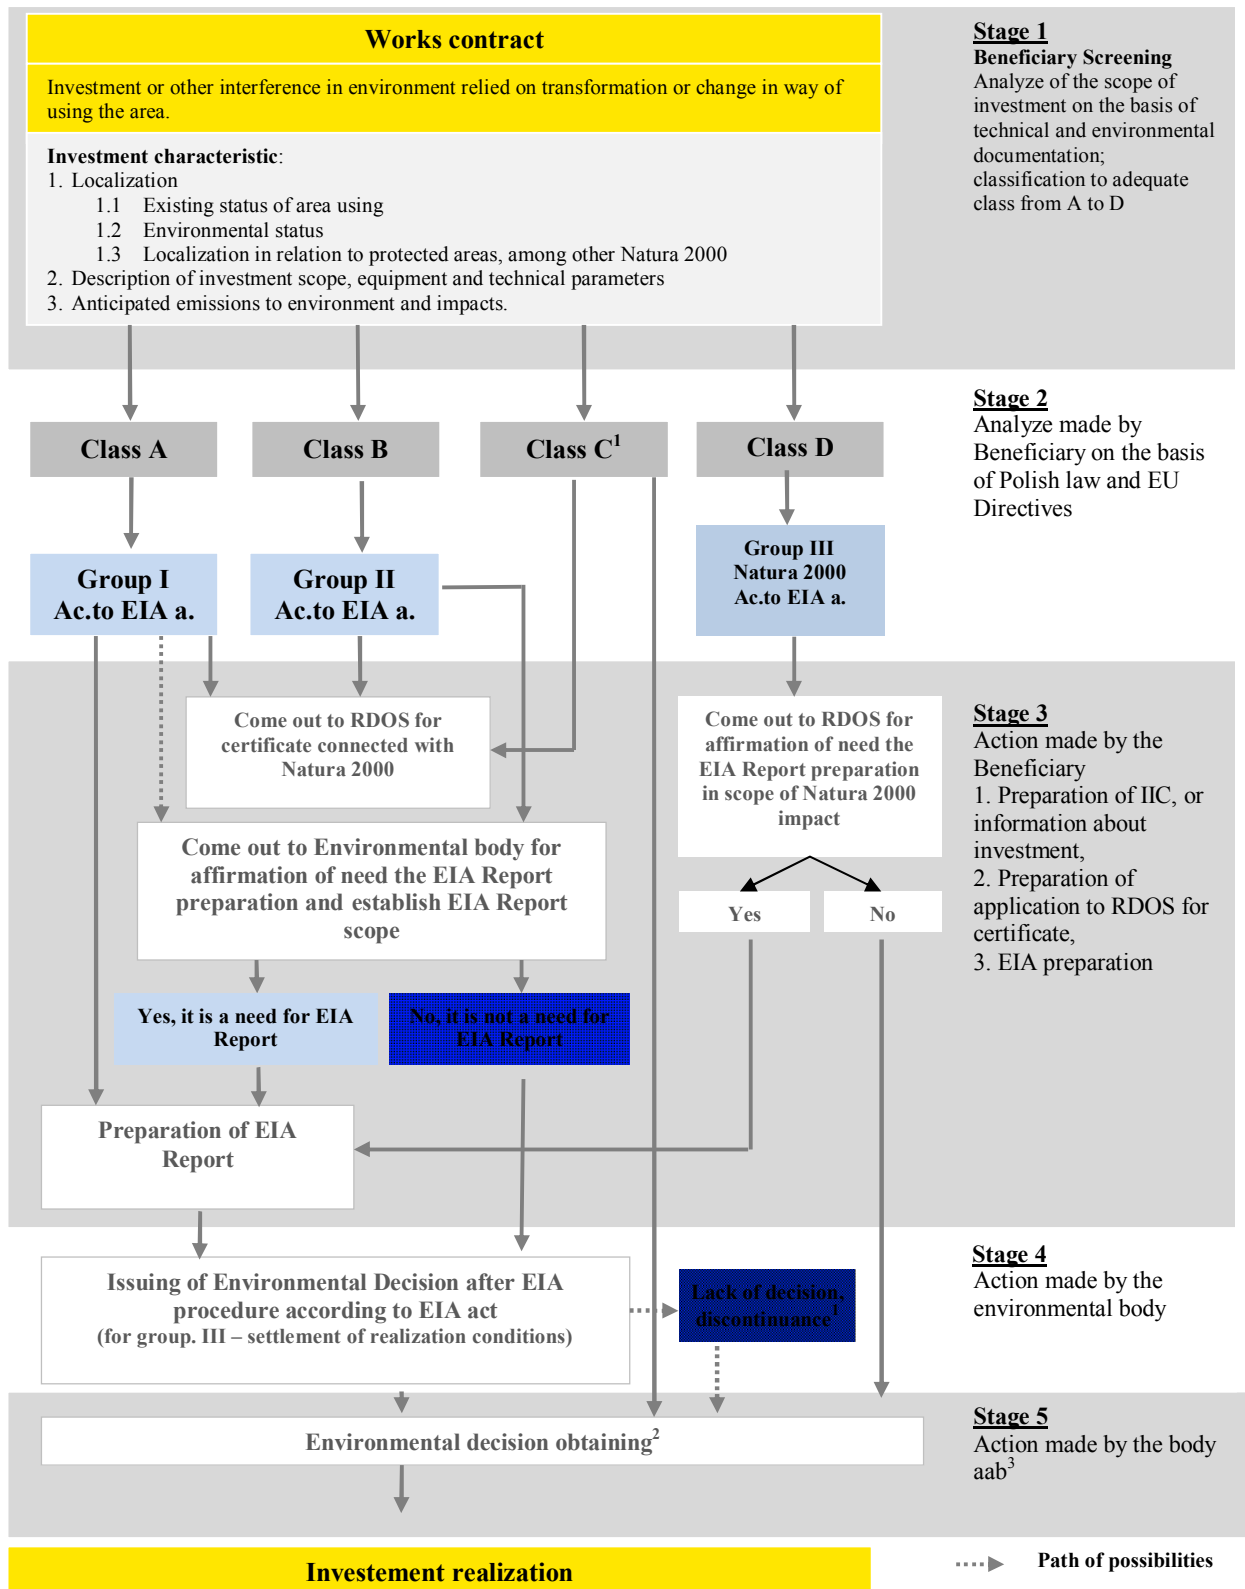 Works contract
Investment or other interference in environment relied on transformation or change in way of
using the area.
Investment characteristic:
1. Localization
1.1 Existing status of area using
1.2 Environmental status
1.3 Localization in relation to protected areas, among other Natura 2000
2. Description of investment scope, equipment and technical parameters
3. Anticipated emissions to environment and impacts.
Stage 1
Beneficiary Screening
Analyze of the scope of
investment on the basis of
technical and environmental
documentation;
classification to adequate
class from A to D
Class A
Class B
Class C¹
Class D
Stage 2
Analyze made by
Beneficiary on the basis
of Polish law and EU
Directives
Group I
Ac.to EIA a.
Group II
Ac.to EIA a.
Group III
Natura 2000
Ac.to EIA a.
Come out to RDOS for
certificate connected with
Natura 2000
Come out to RDOS for
affirmation of need the
EIA Report preparation
in scope of Natura 2000
impact
Stage 3
Action made by the
Beneficiary
1. Preparation of IIC, or
information about
investment,
2. Preparation of
application to RDOS for
certificate,
3. EIA preparation
Come out to Environmental body for
affirmation of need the EIA Report
preparation and establish EIA Report
scope
Yes
No
Yes, it is a need for EIA
Report
No, it is not a need for
EIA Report
Preparation of EIA
Report
Issuing of Environmental Decision after EIA
procedure according to EIA act
(for group. III – settlement of realization conditions)
Lack of decision,
discontinuance¹
Stage 4
Action made by the
environmental body
Environmental decision obtaining²
Stage 5
Action made by the body
aab³
Investement realization
Path of possibilities